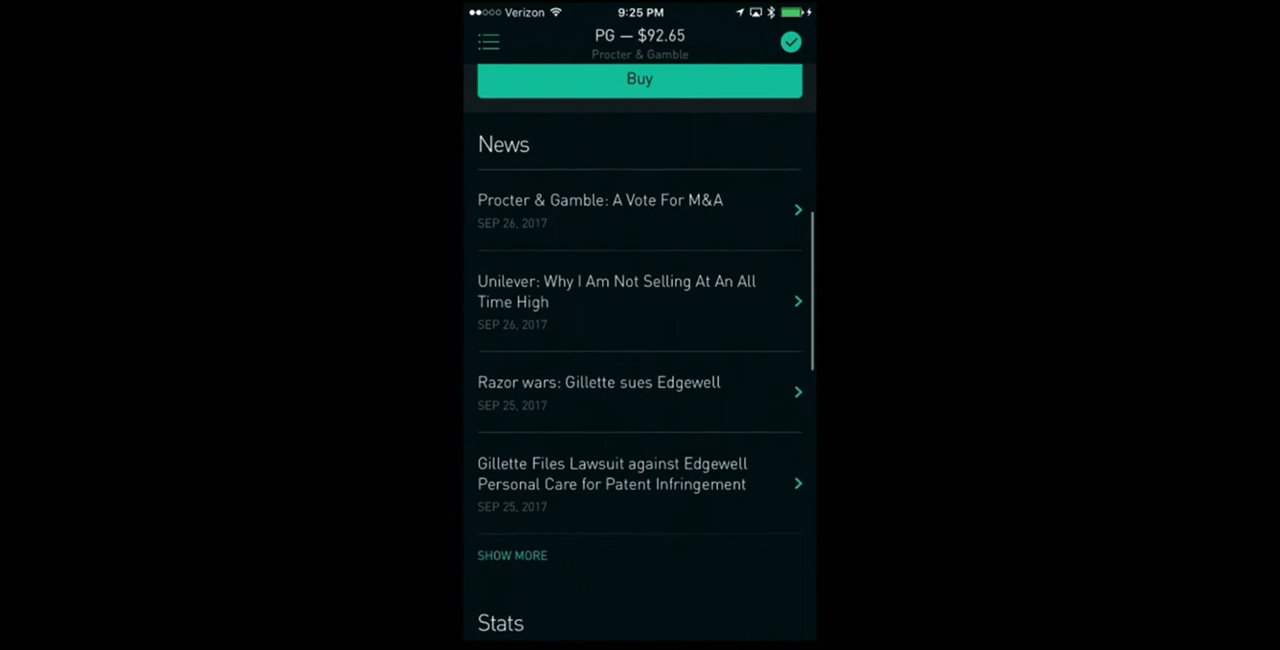 Verizon 9:25 PM
PG — $92.65
Procter & Gamble
Buy
News
Procter & Gamble: A Vote For M&A
SEP 26, 2017
Unilever: Why I Am Not Selling At An All
Time High
SEP 26, 2017
Razor wars: Gillette sues Edgewell
SEP 25, 2017
Gillette Files Lawsuit against Edgewell
Personal Care for Patent Infringement
SEP 25, 2017
SHOW MORE
Stats